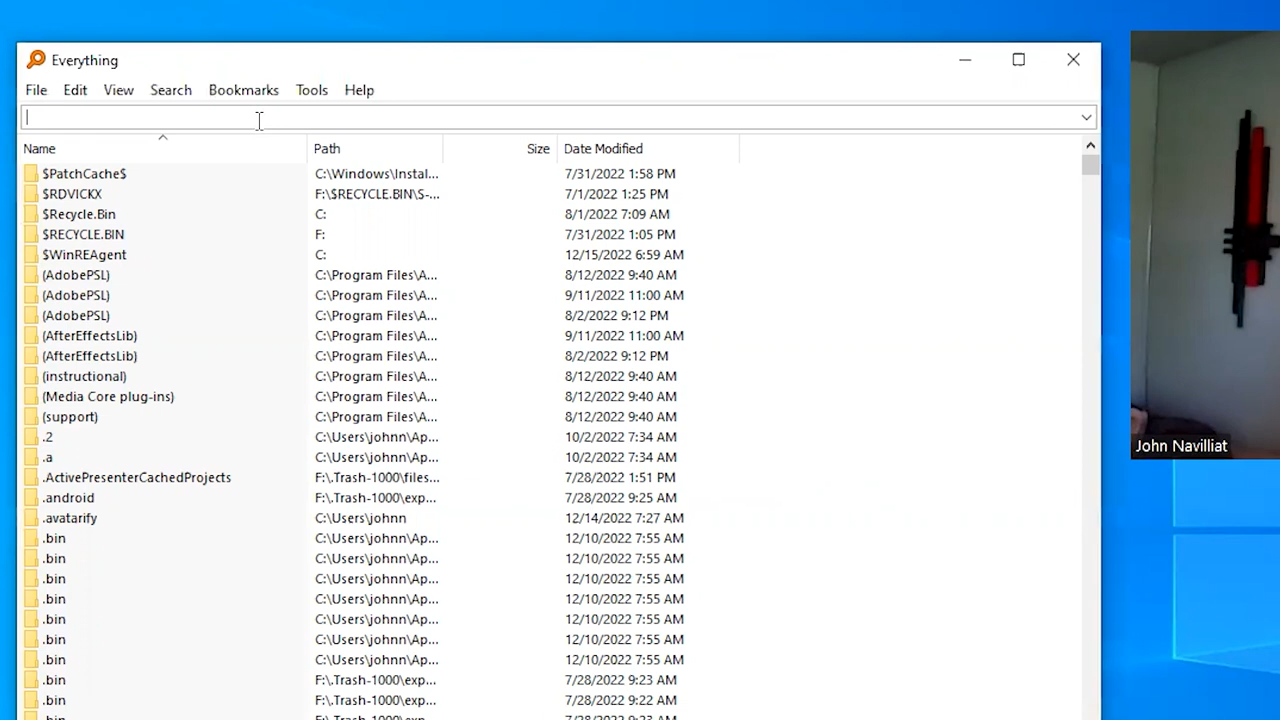 Everything
File Edit View Search Bookmarks Tools Help
Name Path Size Date Modified
$PatchCache$ C:\Windows\Instal... 7/31/2022 1:58 PM
$RDVICKX F:\$RECYCLE.BIN\S-... 7/1/2022 1:25 PM
$Recycle.Bin C: 8/1/2022 7:09 AM
$RECYCLE.BIN F: 7/31/2022 1:05 PM
$WinREAgent C: 12/15/2022 6:59 AM
(AdobePSL) C:\Program Files\A... 8/12/2022 9:40 AM
(AdobePSL) C:\Program Files\A... 9/11/2022 11:00 AM
(AdobePSL) C:\Program Files\A... 8/2/2022 9:12 PM
(AfterEffectsLib) C:\Program Files\A... 9/11/2022 11:00 AM
(AfterEffectsLib) C:\Program Files\A... 8/2/2022 9:12 PM
(instructional) C:\Program Files\A... 8/12/2022 9:40 AM
(Media Core plug-ins) C:\Program Files\A... 8/12/2022 9:40 AM
(support) C:\Program Files\A... 8/12/2022 9:40 AM
.2 C:\Users\johnn\Ap... 10/2/2022 7:34 AM
.a C:\Users\johnn\Ap... 10/2/2022 7:34 AM
.ActivePresenterCachedProjects F:\.Trash-1000\files... 7/28/2022 1:51 PM
.android F:\.Trash-1000\exp... 7/28/2022 9:25 AM
.avatarify C:\Users\johnn 12/14/2022 7:27 AM
.bin C:\Users\johnn\Ap... 12/10/2022 7:55 AM
.bin C:\Users\johnn\Ap... 12/10/2022 7:55 AM
.bin C:\Users\johnn\Ap... 12/10/2022 7:55 AM
.bin C:\Users\johnn\Ap... 12/10/2022 7:55 AM
.bin C:\Users\johnn\Ap... 12/10/2022 7:55 AM
.bin C:\Users\johnn\Ap... 12/10/2022 7:55 AM
.bin C:\Users\johnn\Ap... 12/10/2022 7:55 AM
.bin F:\.Trash-1000\exp... 7/28/2022 9:23 AM
.bin F:\.Trash-1000\exp... 7/28/2022 9:22 AM
John Navilliat